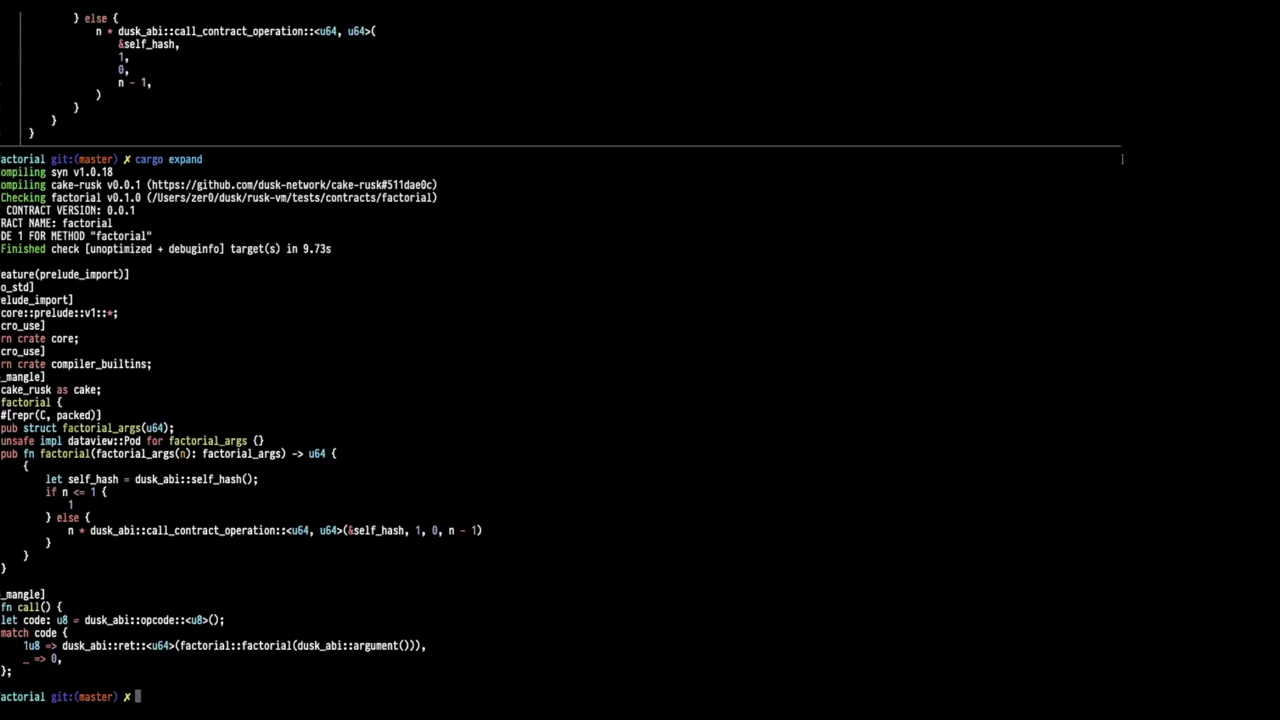 } else {
n * dusk_abi::call_contract_operation::<u64, u64>(
&self_hash,
1,
0,
n - 1,
)
}
}
}
actorial git:(master) ✗ cargo expand ]
ompiling syn v1.0.18
ompiling cake-rusk v0.0.1 (https://github.com/dusk-network/cake-rusk#511dae0c)
Checking factorial v0.1.0 (/Users/zer0/dusk/rusk-vm/tests/contracts/factorial)
CONTRACT VERSION: 0.0.1
RACT NAME: factorial
DE 1 FOR METHOD "factorial"
Finished check [unoptimized + debuginfo] target(s) in 9.73s
eature(prelude_import)]
o_std]
elude_import]
core::prelude::v1::*;
cro_use]
rn crate core;
cro_use]
rn crate compiler_builtins;
_mangle]
cake_rusk as cake;
factorial {
#[repr(C, packed)]
pub struct factorial_args(u64);
unsafe impl dataview::Pod for factorial_args {}
pub fn factorial(factorial_args(n): factorial_args) -> u64 {
{
let self_hash = dusk_abi::self_hash();
if n <= 1 {
1
} else {
n * dusk_abi::call_contract_operation::<u64, u64>(&self_hash, 1, 0, n - 1)
}
}
}
_mangle]
fn call() {
let code: u8 = dusk_abi::opcode::<u8>();
match code {
1u8 => dusk_abi::ret::<u64>(factorial::factorial(dusk_abi::argument())),
_ => 0,
};
actorial git:(master) ✗